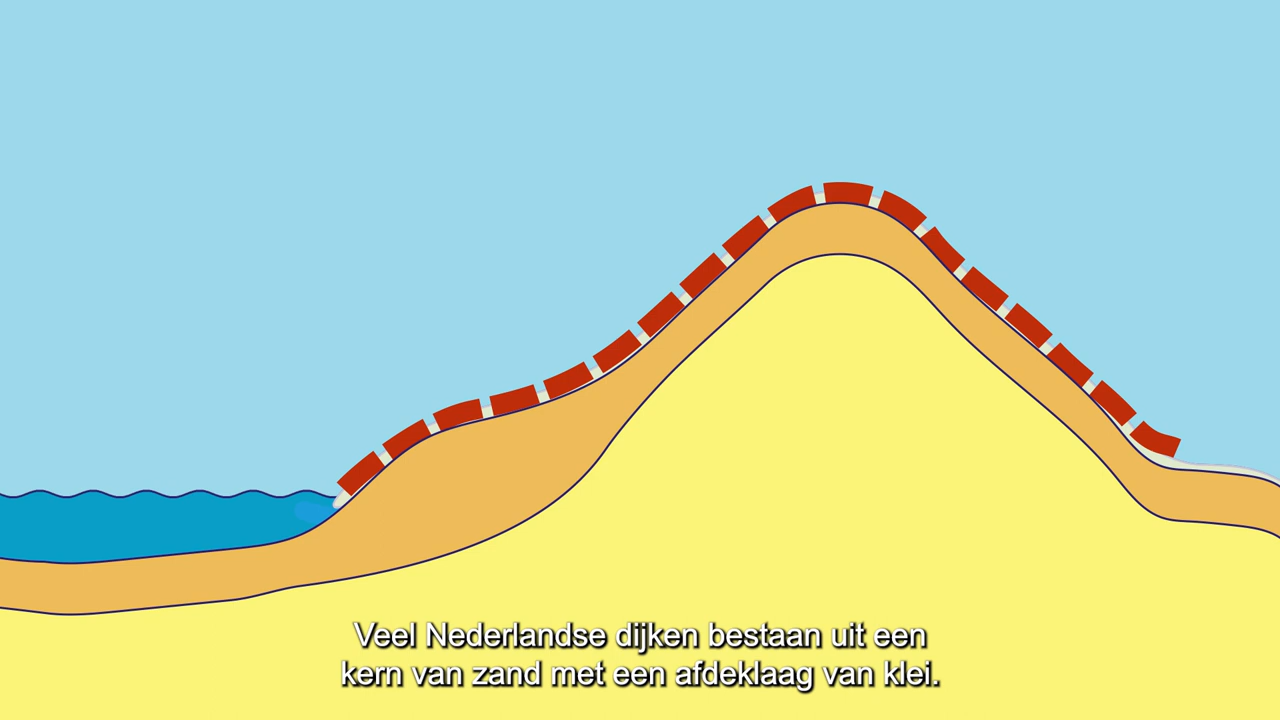 Veel Nederlandse dijken bestaan uit een
kern van zand met een afdeklaag van klei.